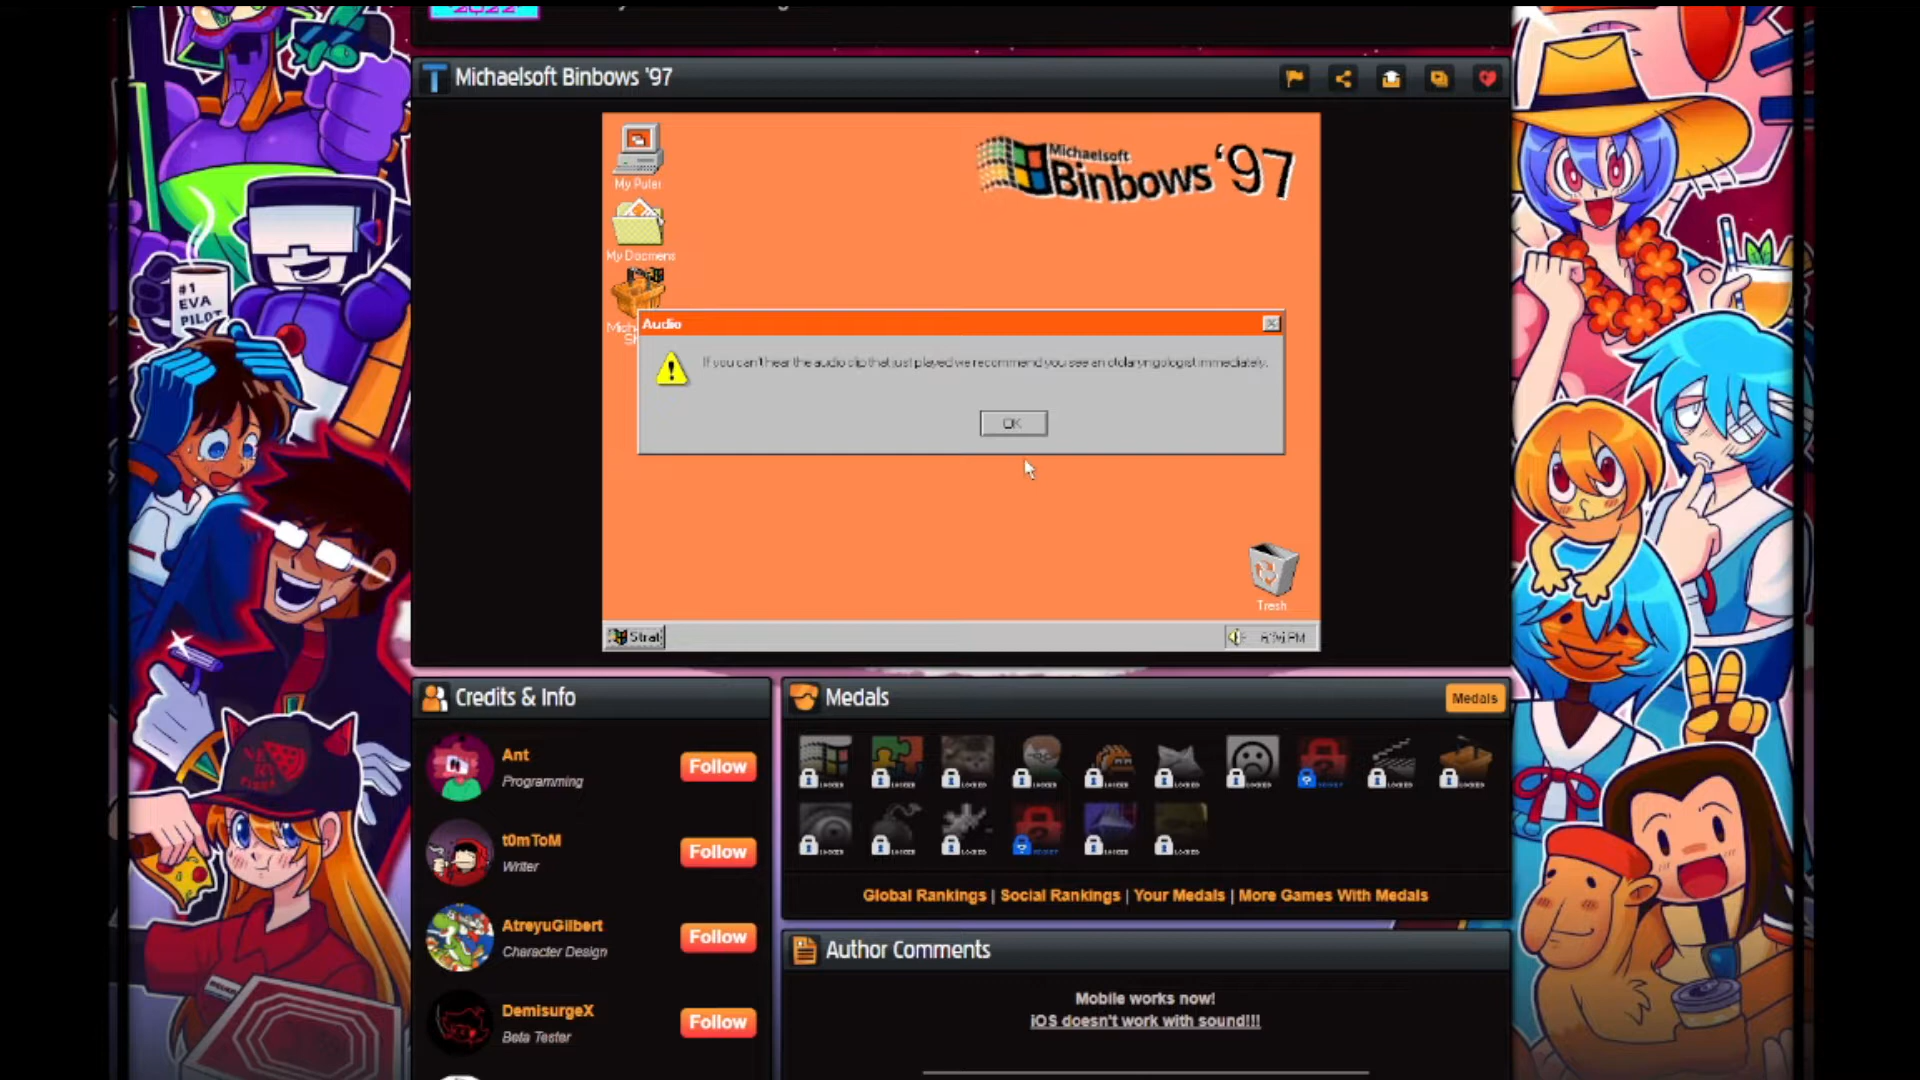 2022
Michaelsoft Binbows '97
#1
EVA
PILOT
My Puter
My Docmens
Michaelsoft
Binbows '97
Audio
If you can't hear the audio clip that just played we recommend you see an otolaryngologist immediately.
OK
Tresh
Strat
PM
Credits & Info
Ant
Programming
Follow
t0mToM
Writer
Follow
AtreyuGilbert
Character Design
Follow
DemisurgeX
Beta Tester
Follow
Medals
Medals
Global Rankings | Social Rankings | Your Medals | More Games With Medals
Author Comments
Mobile works now!
iOS doesn't work with sound!!!